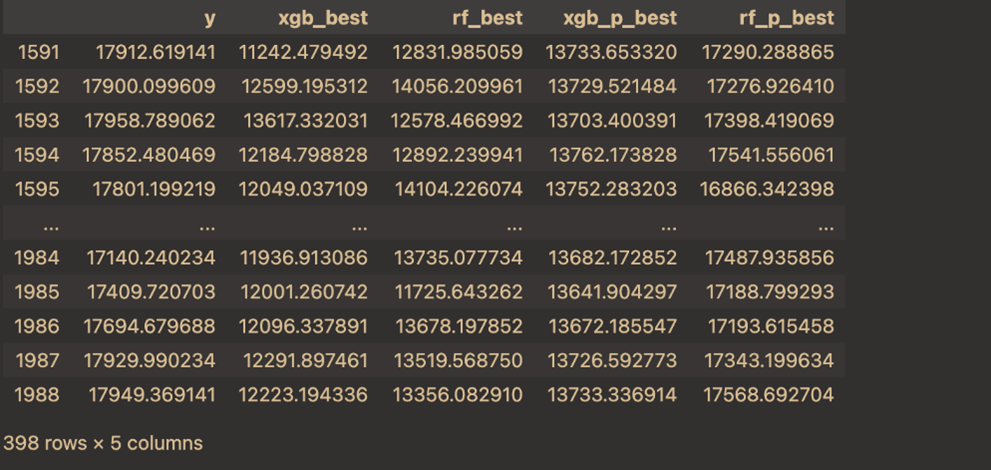 y xgb_best rf_best xgb_p_best rf_p_best
1591 17912.619141 11242.479492 12831.985059 13733.653320 17290.288865
1592 17900.099609 12599.195312 14056.209961 13729.521484 17276.926410
1593 17958.789062 13617.332031 12578.466992 13703.400391 17398.419069
1594 17852.480469 12184.798828 12892.239941 13762.173828 17541.556061
1595 17801.199219 12049.037109 14104.226074 13752.283203 16866.342398
... ... ... ... ... ...
1984 17140.240234 11936.913086 13735.077734 13682.172852 17487.935856
1985 17409.720703 12001.260742 11725.643262 13641.904297 17188.799293
1986 17694.679688 12096.337891 13678.197852 13672.185547 17193.615458
1987 17929.990234 12291.897461 13519.568750 13726.592773 17343.199634
1988 17949.369141 12223.194336 13356.082910 13733.336914 17568.692704
398 rows × 5 columns